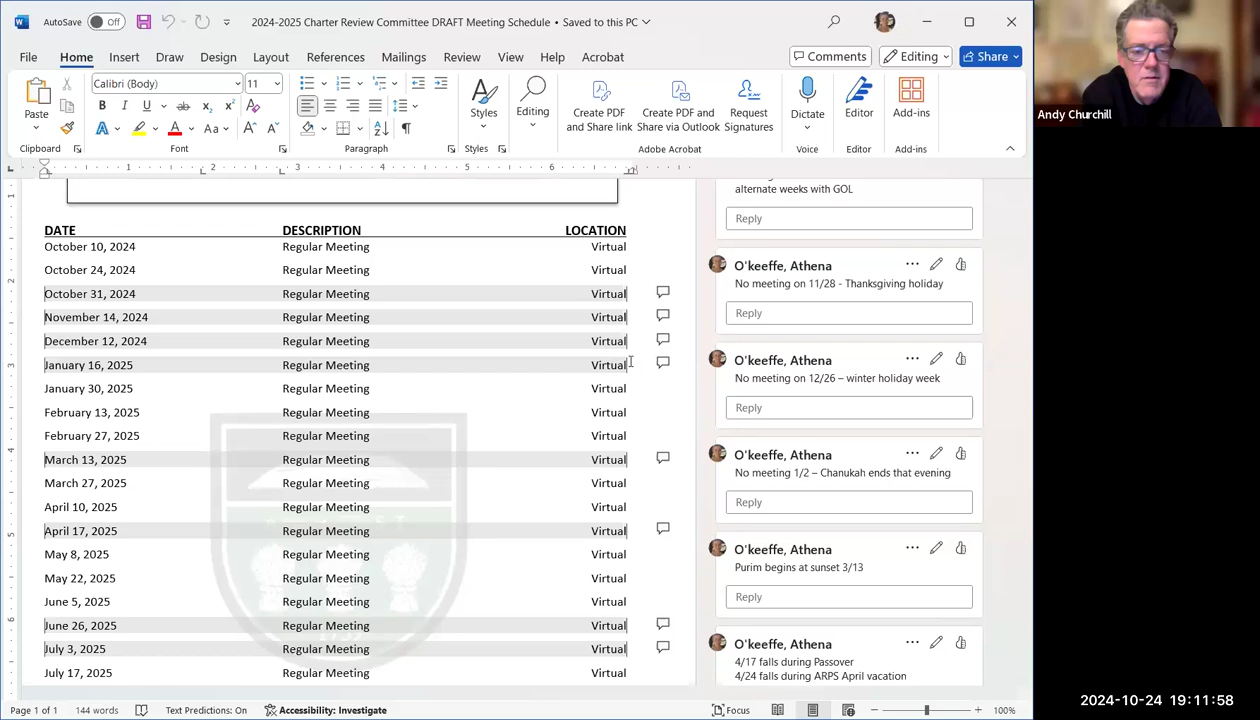 AutoSave Off 2024-2025 Charter Review Committee DRAFT Meeting Schedule • Saved to this PC
File Home Insert Draw Design Layout References Mailings Review View Help Acrobat Comments Editing Share
Calibri (Body) 11
Paste
Styles
Editing
Create PDF and Share link
Create PDF and Share via Outlook
Request Signatures
Dictate
Editor
Add-ins
Clipboard Font Paragraph Styles Adobe Acrobat Voice Editor Add-ins
1 2 3 4 5 6
DATE DESCRIPTION LOCATION
October 10, 2024 Regular Meeting Virtual
October 24, 2024 Regular Meeting Virtual
October 31, 2024 Regular Meeting Virtual
November 14, 2024 Regular Meeting Virtual
December 12, 2024 Regular Meeting Virtual
January 16, 2025 Regular Meeting Virtual
January 30, 2025 Regular Meeting Virtual
February 13, 2025 Regular Meeting Virtual
February 27, 2025 Regular Meeting Virtual
March 13, 2025 Regular Meeting Virtual
March 27, 2025 Regular Meeting Virtual
April 10, 2025 Regular Meeting Virtual
April 17, 2025 Regular Meeting Virtual
May 8, 2025 Regular Meeting Virtual
May 22, 2025 Regular Meeting Virtual
June 5, 2025 Regular Meeting Virtual
June 26, 2025 Regular Meeting Virtual
July 3, 2025 Regular Meeting Virtual
July 17, 2025 Regular Meeting Virtual
alternate weeks with GOL
Reply
O'keeffe, Athena
No meeting on 11/28 - Thanksgiving holiday
Reply
O'keeffe, Athena
No meeting on 12/26 – winter holiday week
Reply
O'keeffe, Athena
No meeting 1/2 – Chanukah ends that evening
Reply
O'keeffe, Athena
Purim begins at sunset 3/13
Reply
O'keeffe, Athena
4/17 falls during Passover
4/24 falls during ARPS April vacation
Page 1 of 1 144 words Text Predictions: On Accessibility: Investigate Focus 100%
Andy Churchill
2024-10-24 19:11:58